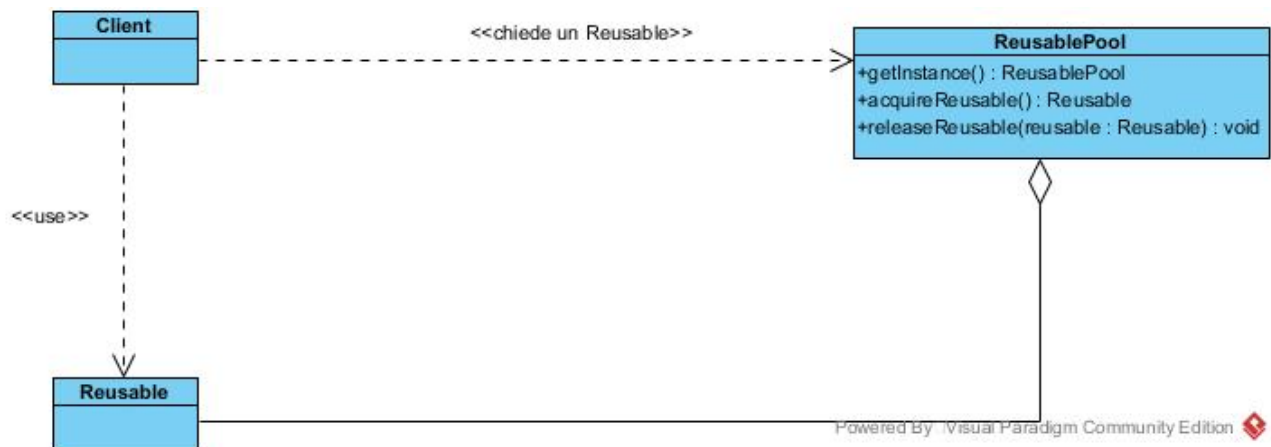 Client
<<chiede un Reusable>>
ReusablePool
+getInstance() : ReusablePool
+acquireReusable() : Reusable
+releaseReusable(reusable : Reusable) : void
<<use>>
Reusable
Powered By Visual Paradigm Community Edition